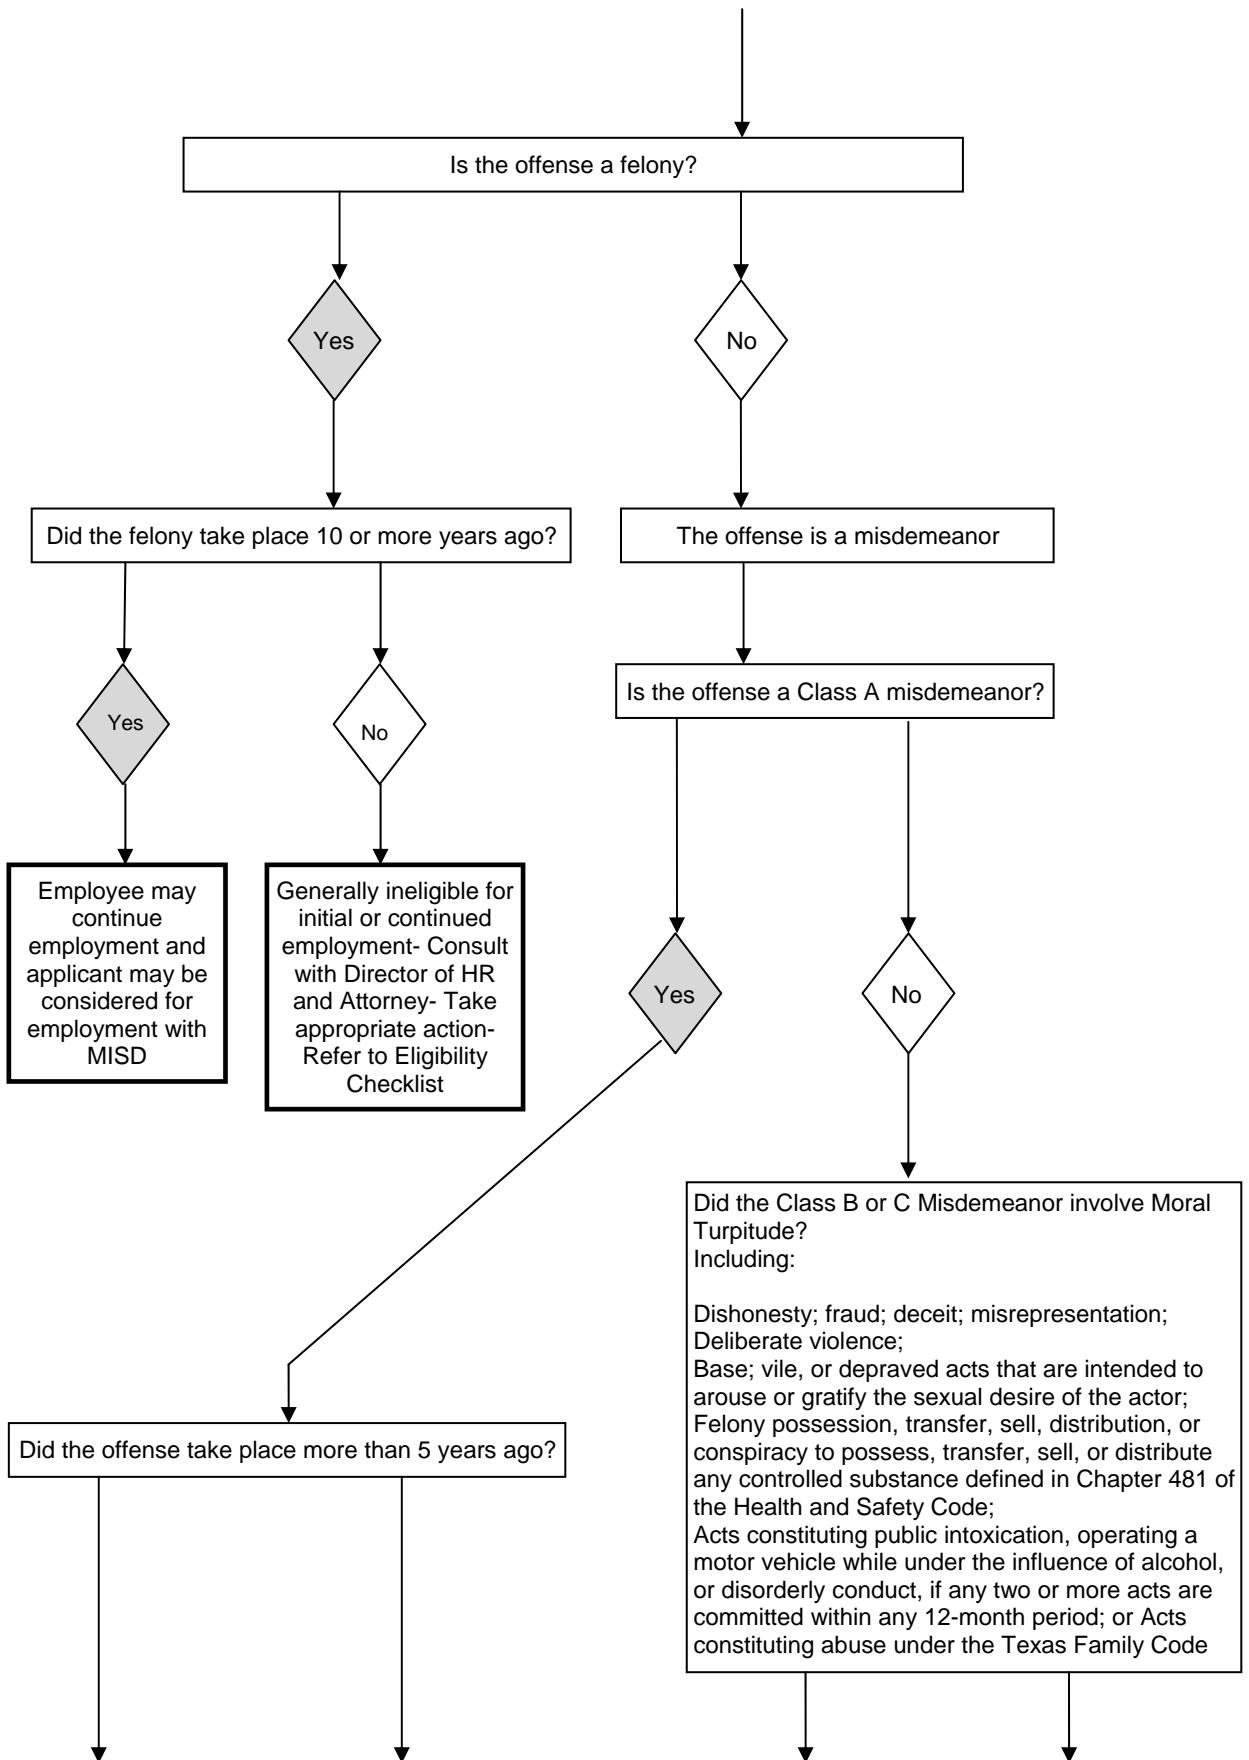 Is the offense a felony?
Yes
No
Did the felony take place 10 or more years ago?
The offense is a misdemeanor
Is the offense a Class A misdemeanor?
Yes
No
Employee may
continue
employment and
applicant may be
considered for
employment with
MISD
Generally ineligible for
initial or continued
employment- Consult
with Director of HR
and Attorney- Take
appropriate action-
Refer to Eligibility
Checklist
Yes
No
Did the Class B or C Misdemeanor involve Moral
Turpitude?
Including:
Dishonesty; fraud; deceit; misrepresentation;
Deliberate violence;
Base; vile, or depraved acts that are intended to
arouse or gratify the sexual desire of the actor;
Felony possession, transfer, sell, distribution, or
conspiracy to possess, transfer, sell, or distribute
any controlled substance defined in Chapter 481 of
the Health and Safety Code;
Acts constituting public intoxication, operating a
motor vehicle while under the influence of alcohol,
or disorderly conduct, if any two or more acts are
committed within any 12-month period; or Acts
constituting abuse under the Texas Family Code
Did the offense take place more than 5 years ago?